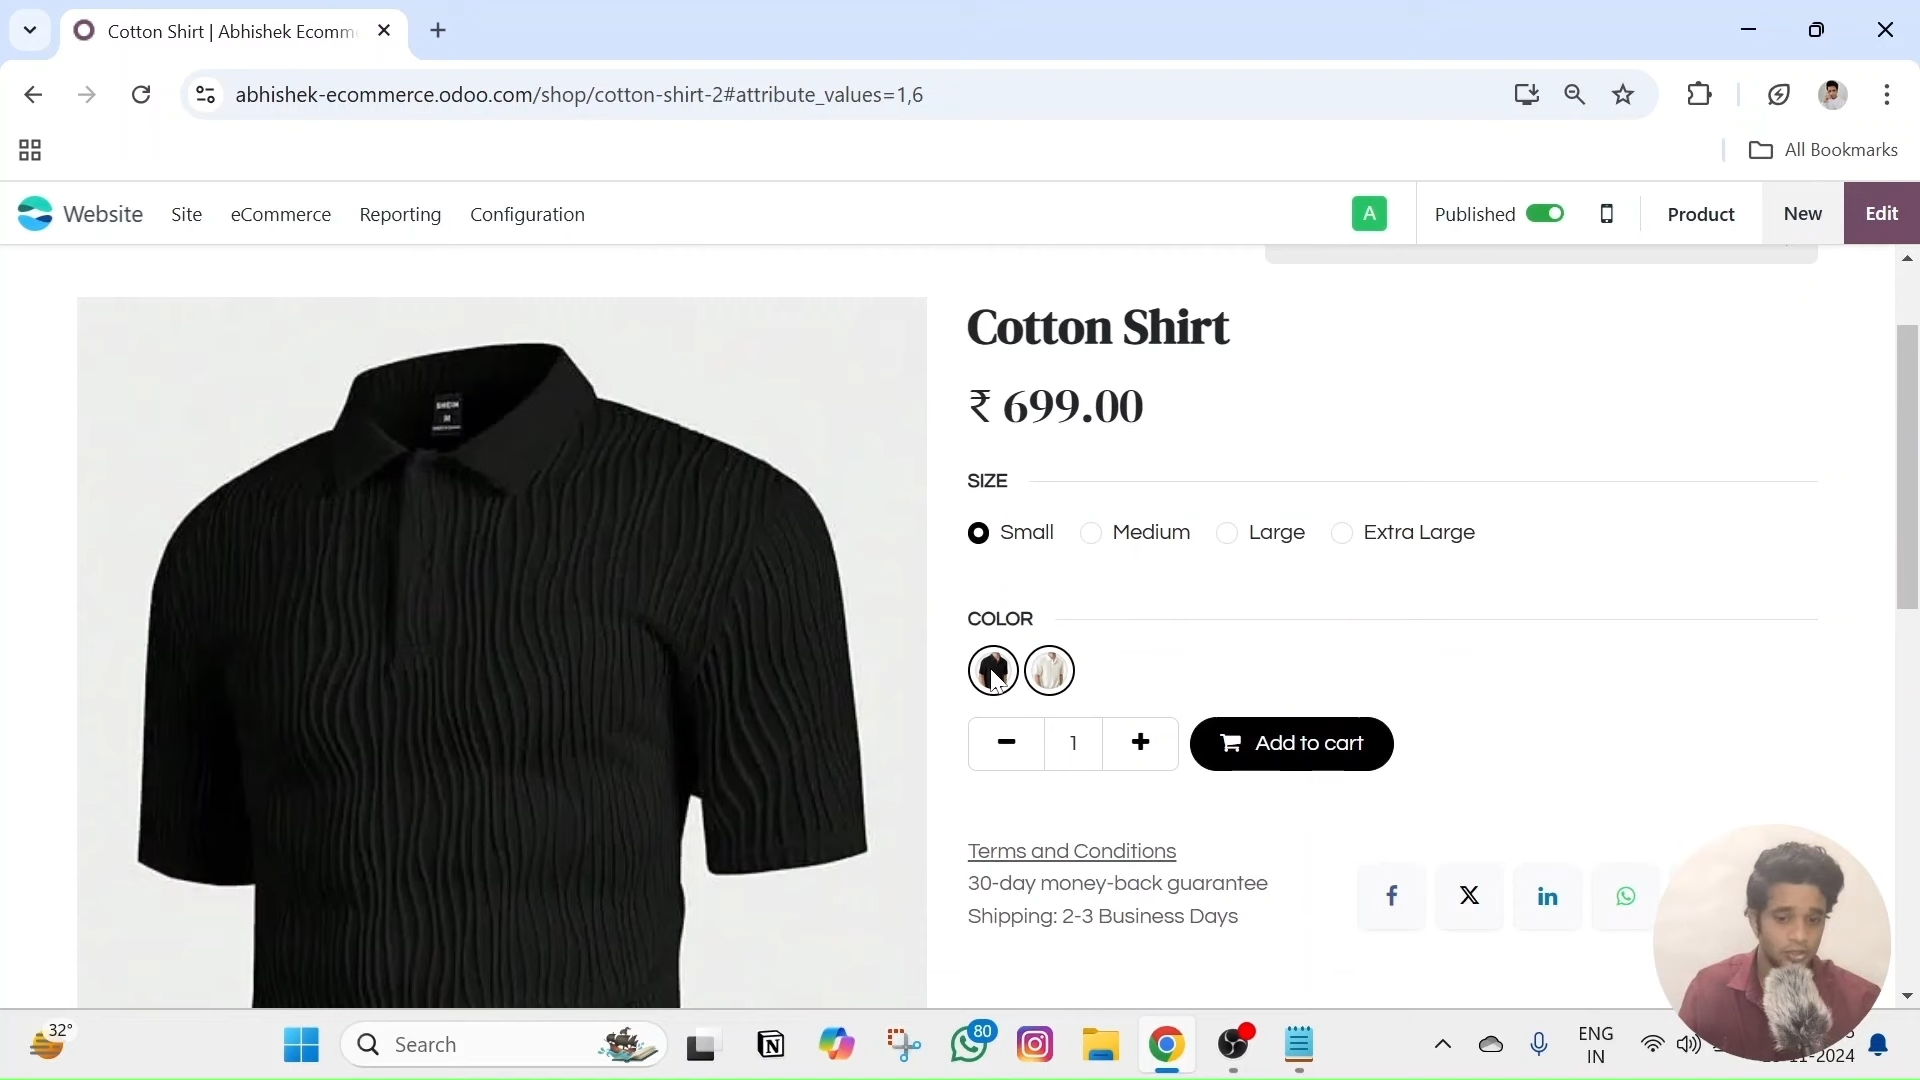 Cotton Shirt | Abhishek Ecomme
abhishek-ecommerce.odoo.com/shop/cotton-shirt-2#attribute_values=1,6
All Bookmarks
Website Site eCommerce Reporting Configuration A Published Product New Edit
SHEIN
Cotton Shirt
₹ 699.00
SIZE
Small Medium Large Extra Large
COLOR
1 Add to cart
Terms and Conditions
30-day money-back guarantee
Shipping: 2-3 Business Days
32°
Search
80
ENG
IN
-2024